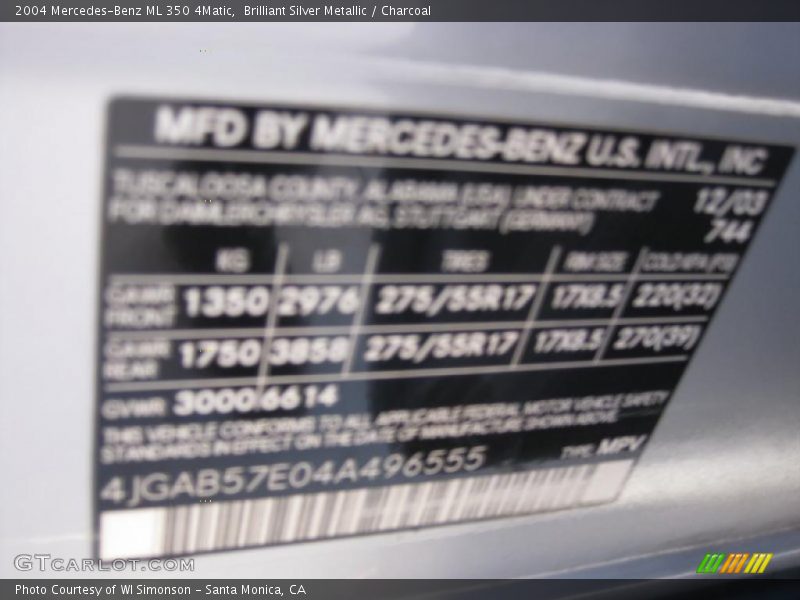 2004 Mercedes-Benz ML 350 4Matic,  Brilliant Silver Metallic / Charcoal
MFD BY MERCEDES-BENZ U.S. INTL., INC
TUSCALOOSA COUNTY, ALABAMA (USA) UNDER CONTRACT 12/03
FOR DAIMLERCHRYSLER AG, STUTTGART (GERMANY) 744
KG LB TIRES RIM SIZE COLD
GAWR FRONT 1350 2976 275/55R17 17X8.5 220(32)
GAWR REAR 1750 3858 275/55R17 17X8.5 270(39)
GVWR 3000 6614
THIS VEHICLE CONFORMS TO ALL APPLICABLE FEDERAL MOTOR VEHICLE SAFETY
STANDARDS IN EFFECT ON THE DATE OF MANUFACTURE SHOWN ABOVE
4JGAB57E04A496555 TYPE: MPV
GTcarlot.com
Photo Courtesy of WI Simonson – Santa Monica, CA